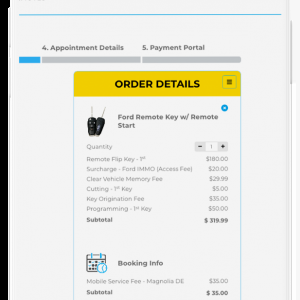 4. Appointment Details 5. Payment Portal
ORDER DETAILS
Ford Remote Key w/ Remote
Start
Quantity - 1 +
Remote Flip Key - 1st $180.00
Surcharge - Ford IMMO (Access Fee) $20.00
Clear Vehicle Memory Fee $29.99
Cutting - 1st Key $5.00
Key Origination Fee $35.00
Programming - 1st Key $50.00
Subtotal $ 319.99
Booking Info
Mobile Service Fee - Magnolia DE $35.00
Subtotal $ 35.00